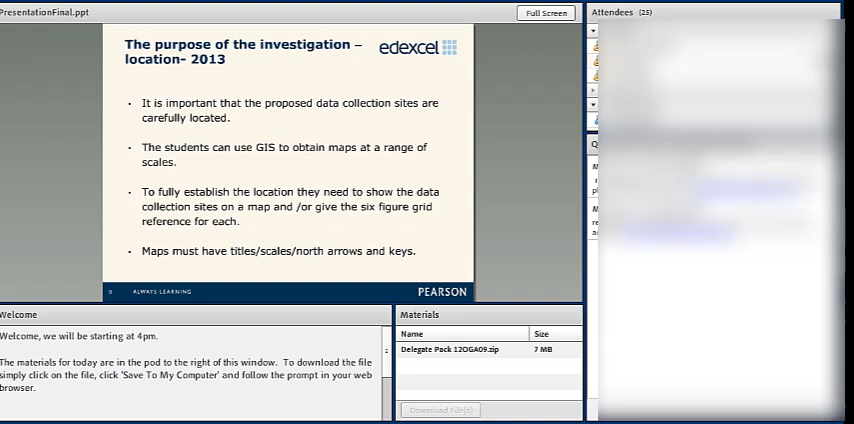 PresentationFinal.ppt
Full Screen
The purpose of the investigation –
location- 2013
edexcel
· It is important that the proposed data collection sites are
carefully located.
· The students can use GIS to obtain maps at a range of
scales.
· To fully establish the location they need to show the data
collection sites on a map and /or give the six figure grid
reference for each.
· Maps must have titles/scales/north arrows and keys.
9 ALWAYS LEARNING
PEARSON
Attendees (25)
Welcome
Welcome, we will be starting at 4pm.
The materials for today are in the pod to the right of this window. To download the file
simply click on the file, click 'Save To My Computer' and follow the prompt in your web
browser.
Materials
Name Size
Delegate Pack 12OGA09.zip 7 MB
Download File(s)